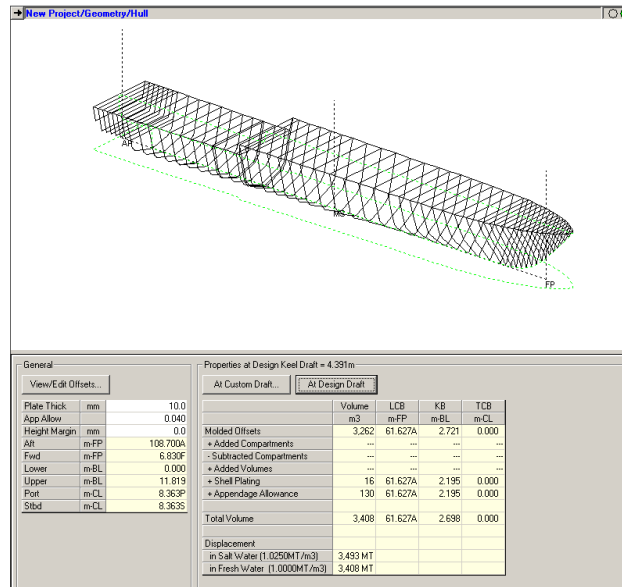 New Project/Geometry/Hull
AP
MS
FP
General
View/Edit Offsets...
Plate Thick mm 10.0
App Allow 0.040
Height Margin mm 0.0
Aft m-FP 108.700A
Fwd m-FP 6.830F
Lower m-BL 0.000
Upper m-BL 11.819
Port m-CL 8.363P
Stbd m-CL 8.363S
Properties at Design Keel Draft = 4.391m
At Custom Draft... At Design Draft
Volume LCB KB TCB
m3 m-FP m-BL m-CL
Molded Offsets 3,262 61.627A 2.721 0.000
+ Added Compartments --- --- --- ---
- Subtracted Compartments --- --- --- ---
+ Added Volumes --- --- --- ---
+ Shell Plating 16 61.627A 2.195 0.000
+ Appendage Allowance 130 61.627A 2.195 0.000
Total Volume 3,408 61.627A 2.698 0.000
Displacement
in Salt Water (1.0250MT/m3) 3,493 MT
in Fresh Water (1.0000MT/m3) 3,408 MT